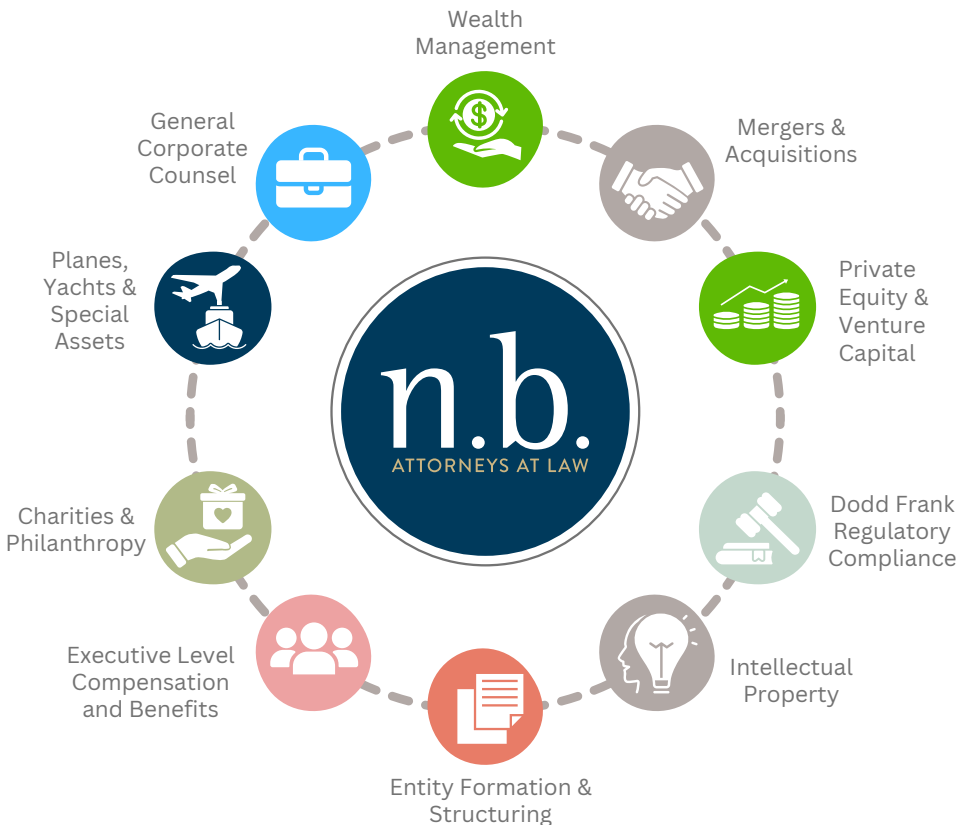 Wealth
Management
Mergers &
Acquisitions
Private
Equity &
Venture
Capital
Dodd Frank
Regulatory
Compliance
Intellectual
Property
Entity Formation &
Structuring
Executive Level
Compensation
and Benefits
Charities &
Philanthropy
Planes,
Yachts &
Special
Assets
General
Corporate
Counsel
$
n.b.
ATTORNEYS AT LAW